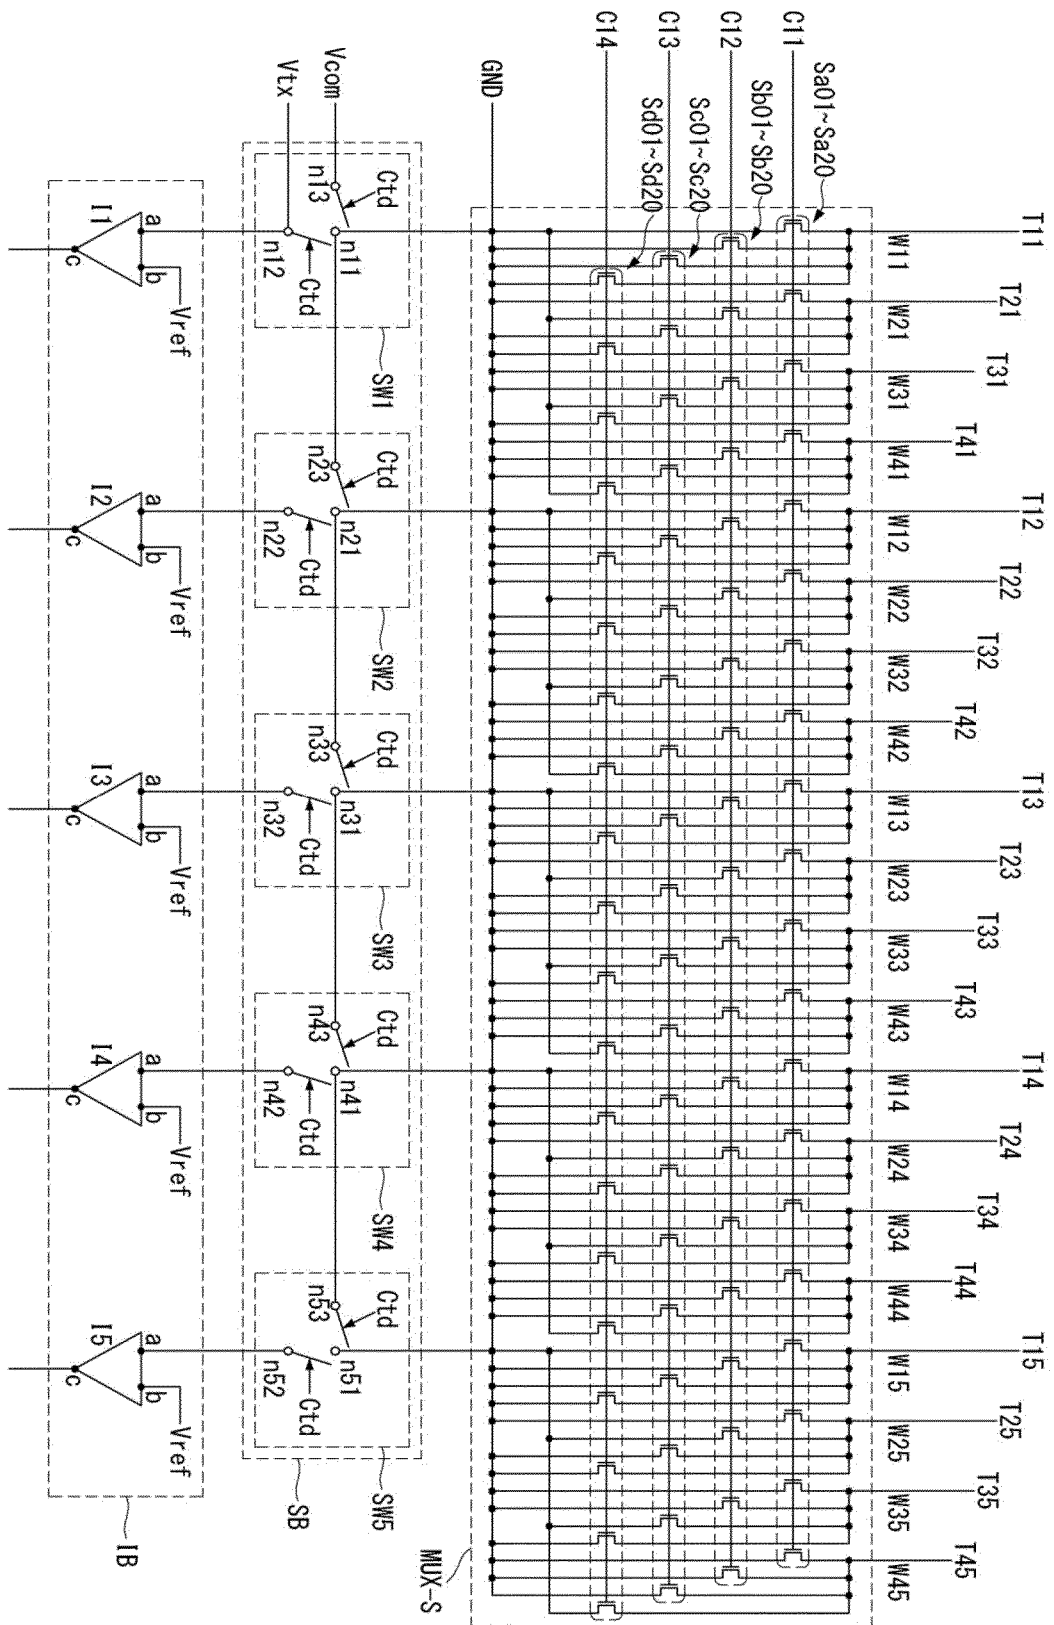 T11 T21 T31 T41 T12 T22 T32 T42 T13 T23 T33 T43 T14 T24 T34 T44 T15 T25 T35 T45
W11 W21 W31 W41 W12 W22 W32 W42 W13 W23 W33 W43 W14 W24 W34 W44 W15 W25 W35 W45
Sa01~Sa20
C11
Sb01~Sb20
C12
Sc01~Sc20
C13
Sd01~Sd20
C14
MUX-S
GND
Vcom
Vtx
Ctd Ctd Ctd Ctd Ctd
n13 n11 n23 n21 n33 n31 n43 n41 n53 n51
Ctd Ctd Ctd Ctd Ctd
n12 n22 n32 n42 n52
SW1 SW2 SW3 SW4 SW5
SB
Vref Vref Vref Vref Vref
a b a b a b a b a b
I1 I2 I3 I4 I5
c c c c c
IB